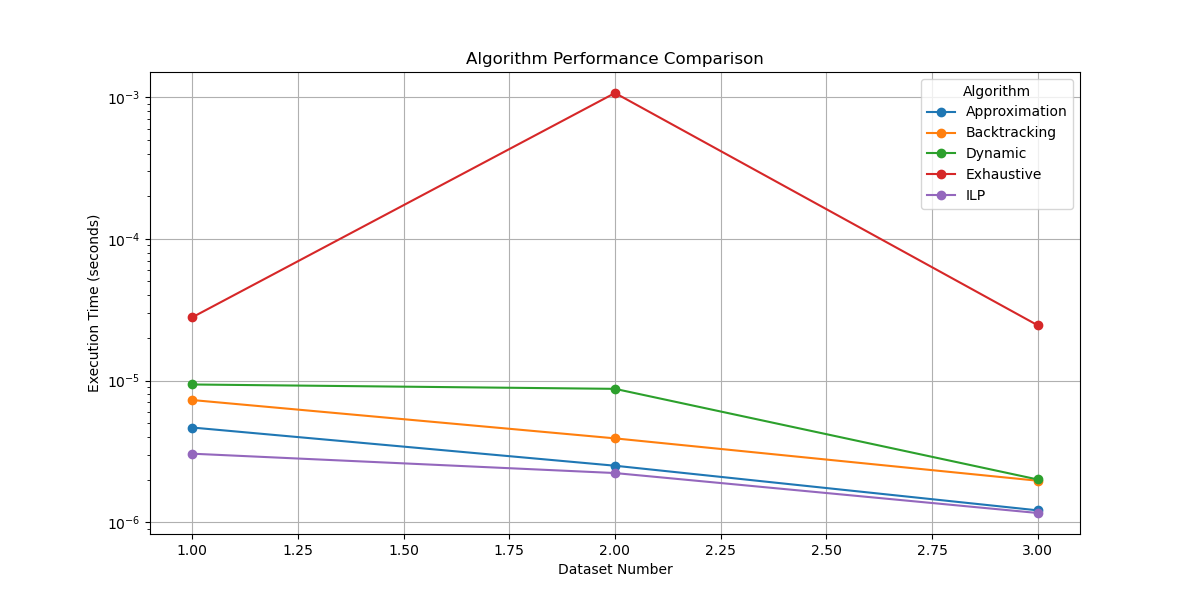 Algorithm Performance Comparison
Algorithm
Approximation
Backtracking
Dynamic
Exhaustive
ILP
Execution Time (seconds)
10⁻³
10⁻⁴
10⁻⁵
10⁻⁶
1.00 1.25 1.50 1.75 2.00 2.25 2.50 2.75 3.00
Dataset Number